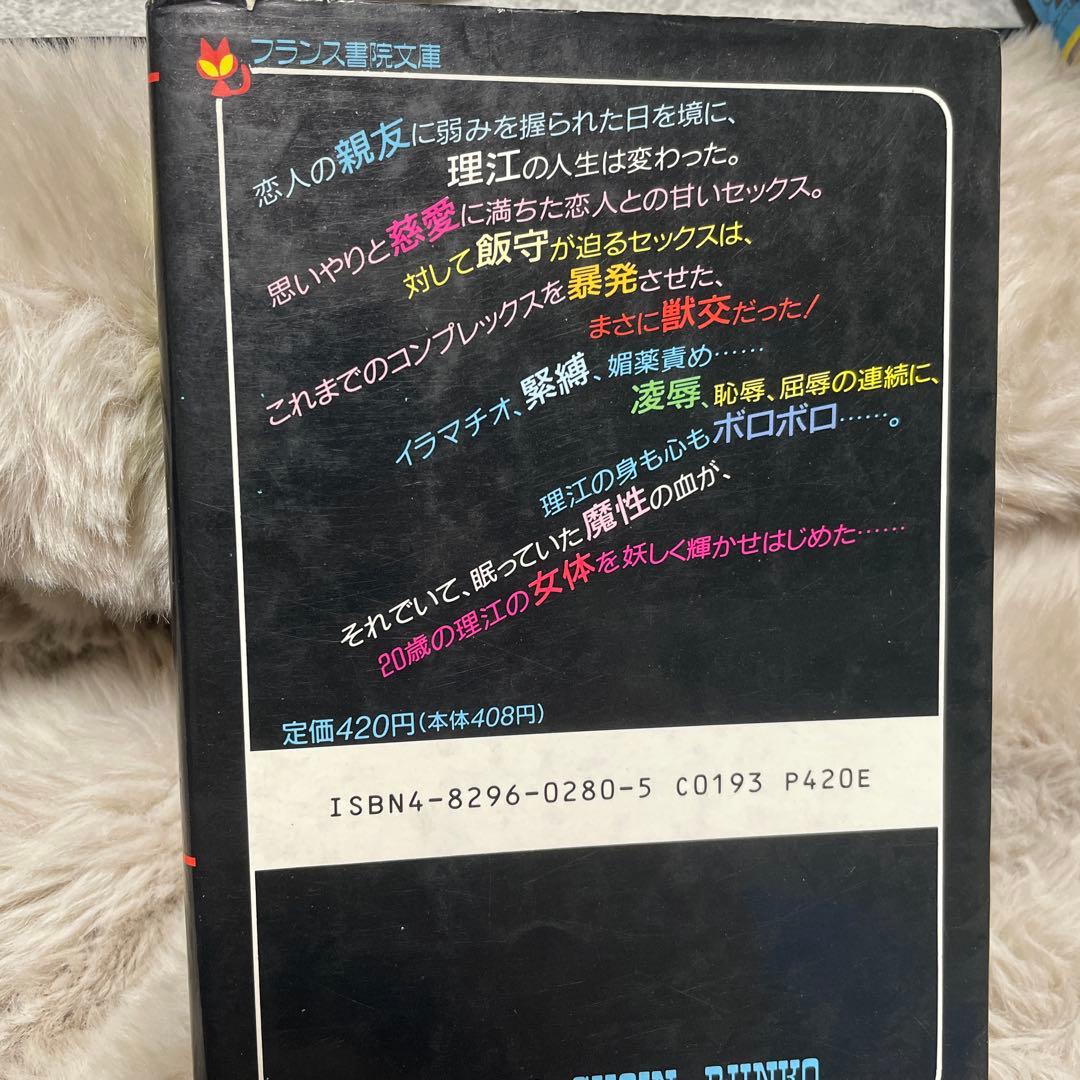 フランス書院文庫
恋人の親友に弱みを握られた日を境に、
理江の人生は変わった。
思いやりと慈愛に満ちた恋人との甘いセックス。
対して飯守が迫るセックスは、
これまでのコンプレックスを暴発させた、
まさに獣交だった!
イラマチオ、緊縛、媚薬責め……
凌辱、恥辱、屈辱の連続に、
理江の身も心もボロボロ……。
それでいて、眠っていた魔性の血が、
20歳の理江の女体を妖しく輝かせはじめた……
定価420円(本体408円)
ISBN4-8296-0280-5 C0193 P420E
SHOIN BUNKO